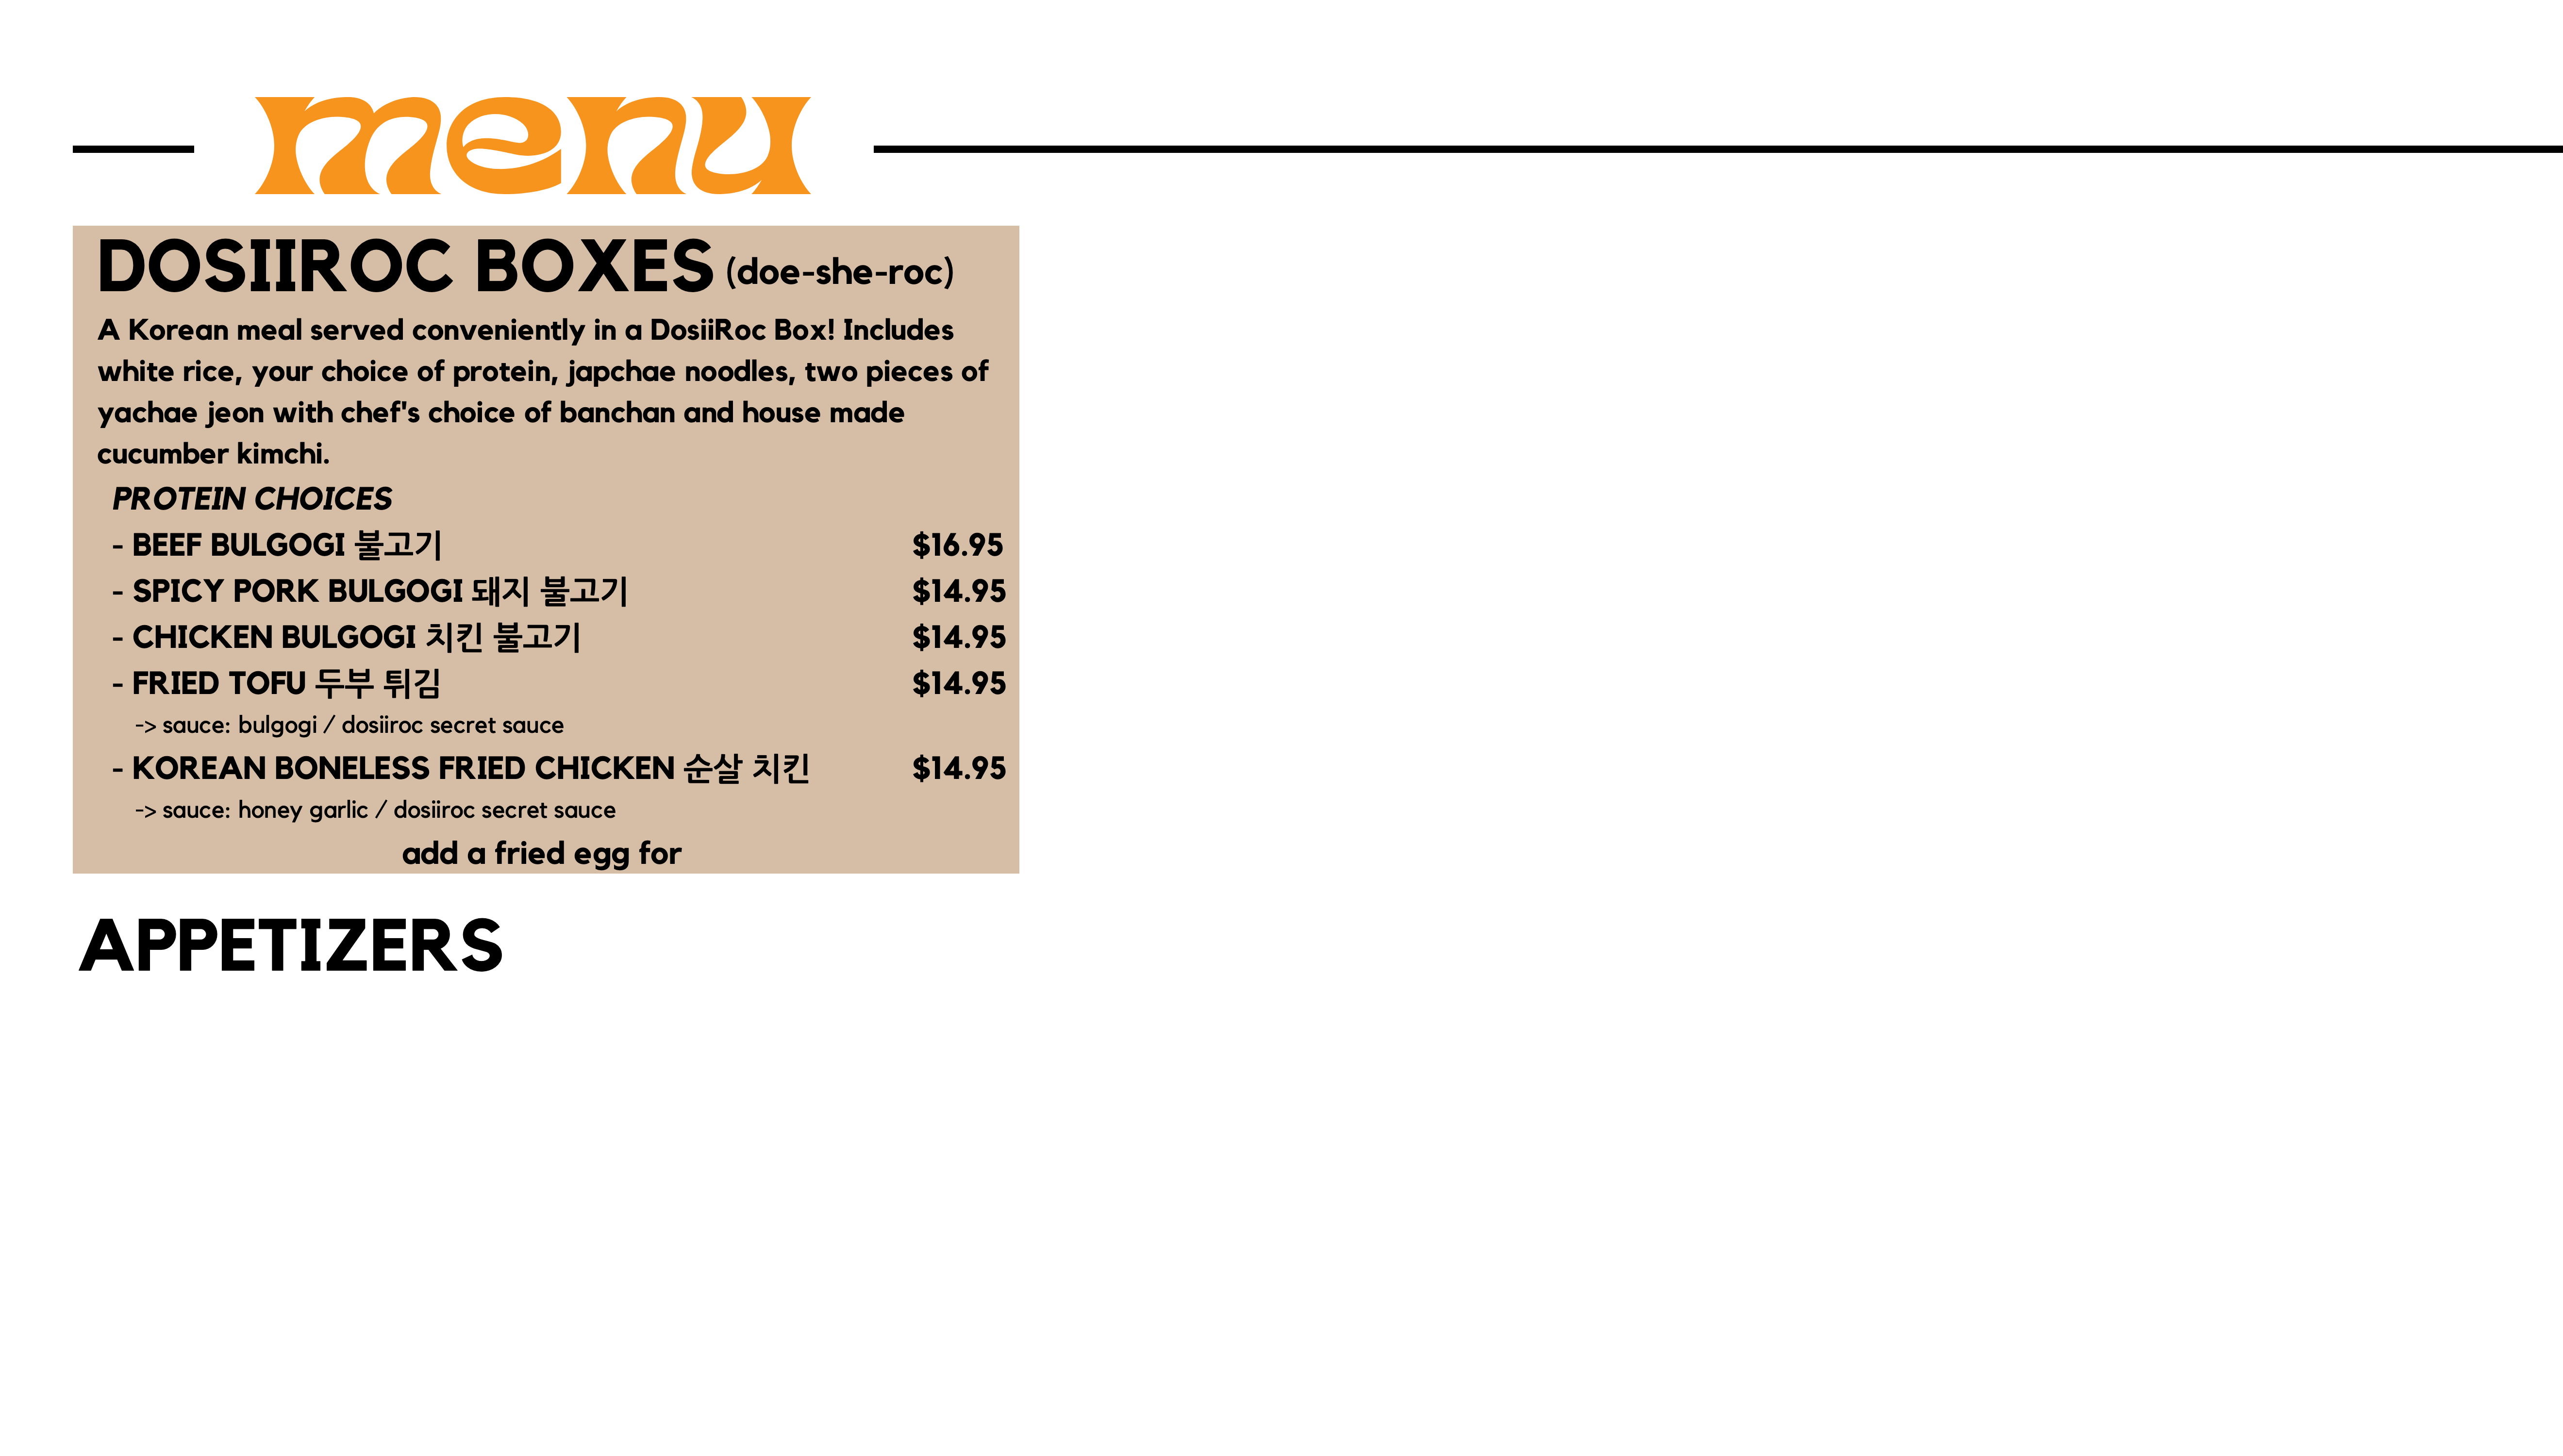 menu
DOSIIROC BOXES (doe-she-roc)
A Korean meal served conveniently in a DosiiRoc Box! Includes
white rice, your choice of protein, japchae noodles, two pieces of
yachae jeon with chef's choice of banchan and house made
cucumber kimchi.
PROTEIN CHOICES
- BEEF BULGOGI 불고기 $16.95
- SPICY PORK BULGOGI 돼지 불고기 $14.95
- CHICKEN BULGOGI 치킨 불고기 $14.95
- FRIED TOFU 두부 튀김 $14.95
-> sauce: bulgogi / dosiiroc secret sauce
- KOREAN BONELESS FRIED CHICKEN 순살 치킨 $14.95
-> sauce: honey garlic / dosiiroc secret sauce
add a fried egg for
APPETIZERS